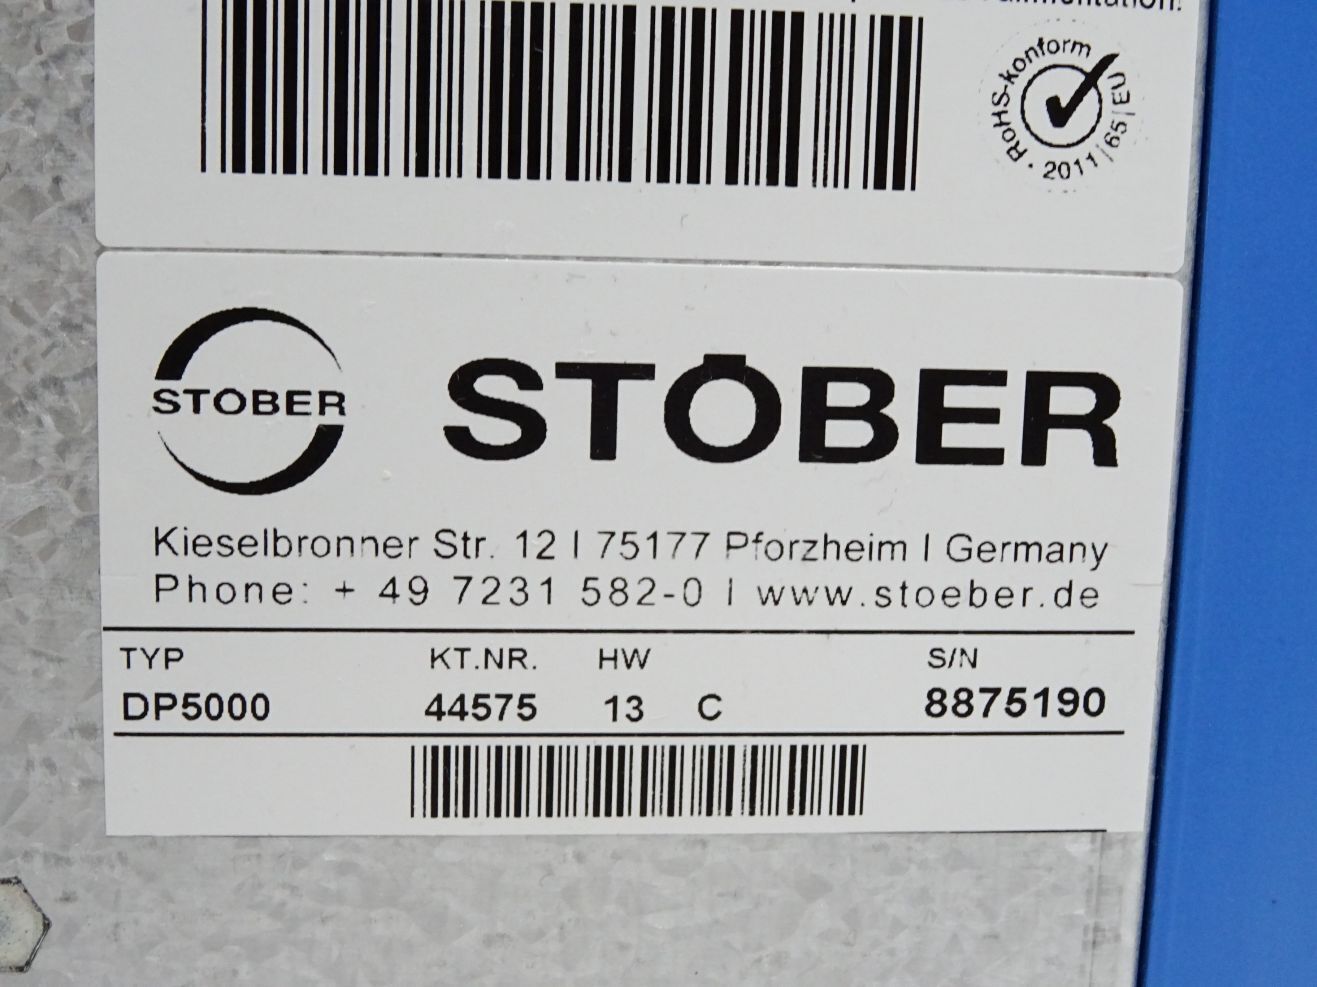 RoHS-konform · 2011|65|EU
STÖBER
STÖBER
Kieselbronner Str. 12 | 75177 Pforzheim | Germany
Phone: + 49 7231 582-0 | www.stoeber.de
TYP KT.NR. HW S/N
DP5000 44575 13 C 8875190